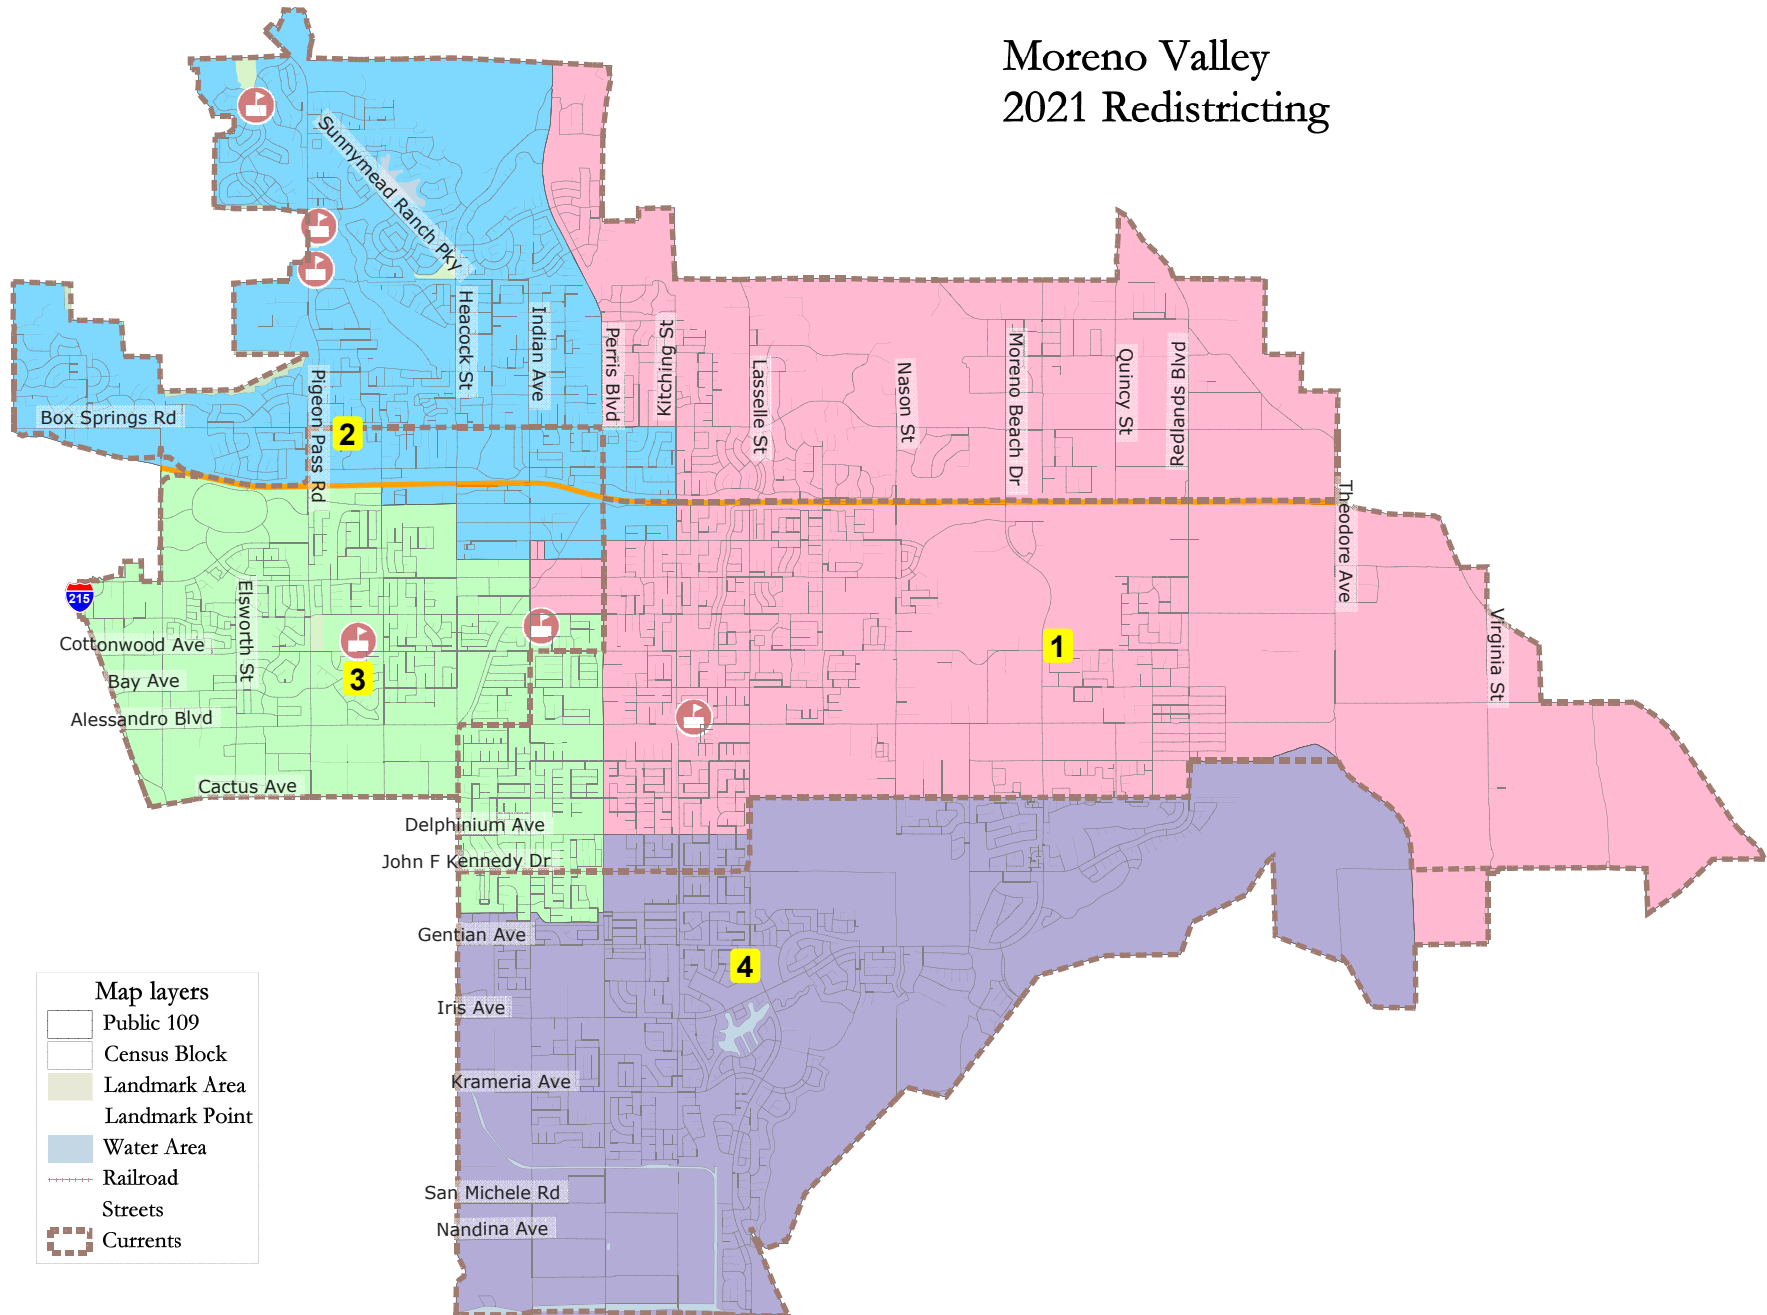 Moreno Valley
2021 Redistricting
Sunnymead Ranch Pky
Heacock St
Indian Ave
Perris Blvd
Kitching St
Lasselle St
Nason St
Moreno Beach Dr
Quincy St
Redlands Blvd
Pigeon Pass Rd
Box Springs Rd
2
Theodore Ave
215
Elsworth St
Cottonwood Ave
1
Virginia St
Bay Ave
3
Alessandro Blvd
Cactus Ave
Delphinium Ave
John F Kennedy Dr
Gentian Ave
4
Iris Ave
Krameria Ave
San Michele Rd
Nandina Ave
Map layers
Public 109
Census Block
Landmark Area
Landmark Point
Water Area
Railroad
Streets
Currents